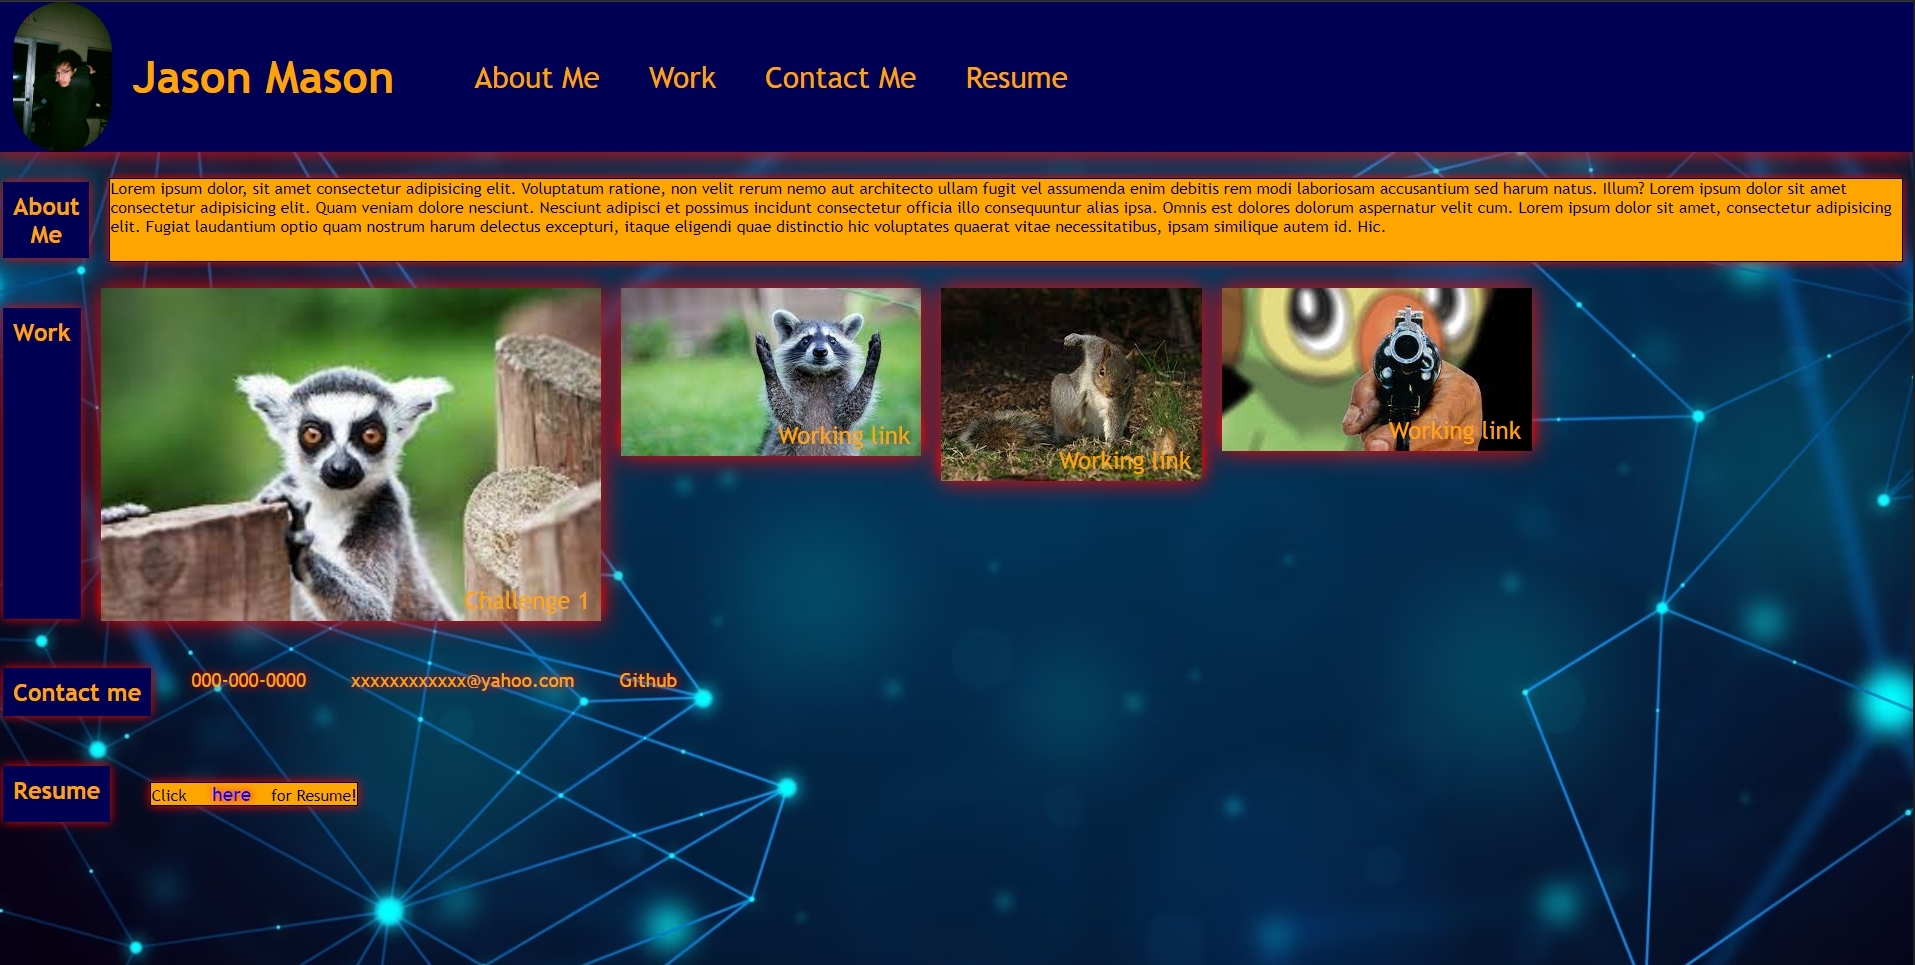 Jason Mason
About Me Work Contact Me Resume
About
Me
Lorem ipsum dolor, sit amet consectetur adipisicing elit. Voluptatum ratione, non velit rerum nemo aut architecto ullam fugit vel assumenda enim debitis rem modi laboriosam accusantium sed harum natus. Illum? Lorem ipsum dolor sit amet
consectetur adipisicing elit. Quam veniam dolore nesciunt. Nesciunt adipisci et possimus incidunt consectetur officia illo consequuntur alias ipsa. Omnis est dolores dolorum aspernatur velit cum. Lorem ipsum dolor sit amet, consectetur adipisicing
elit. Fugiat laudantium optio quam nostrum harum delectus excepturi, itaque eligendi quae distinctio hic voluptates quaerat vitae necessitatibus, ipsam similique autem id. Hic.
Work
Challenge 1
Working link
Working link
Working link
Contact me
000-000-0000 xxxxxxxxxxxx@yahoo.com Github
Resume
Click here for Resume!